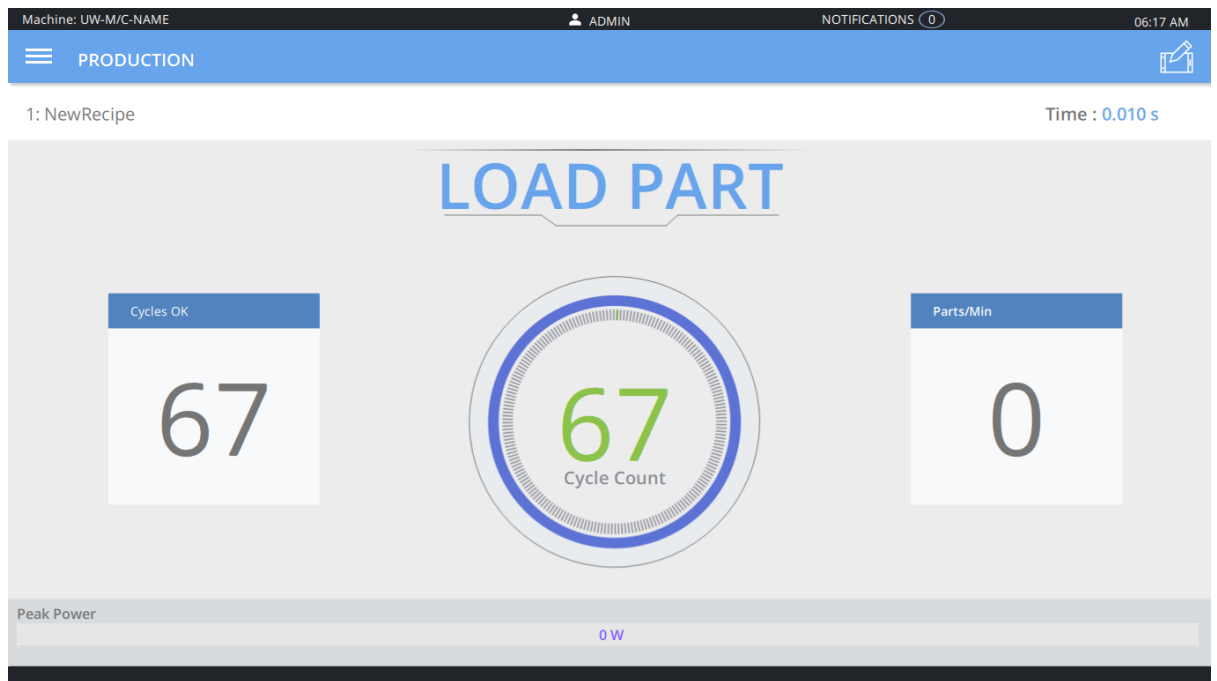 Machine: UW-M/C-NAME ADMIN NOTIFICATIONS 0 06:17 AM
PRODUCTION
1: NewRecipe Time : 0.010 s
LOAD PART
Cycles OK
67
67
Cycle Count
Parts/Min
0
Peak Power
0 W